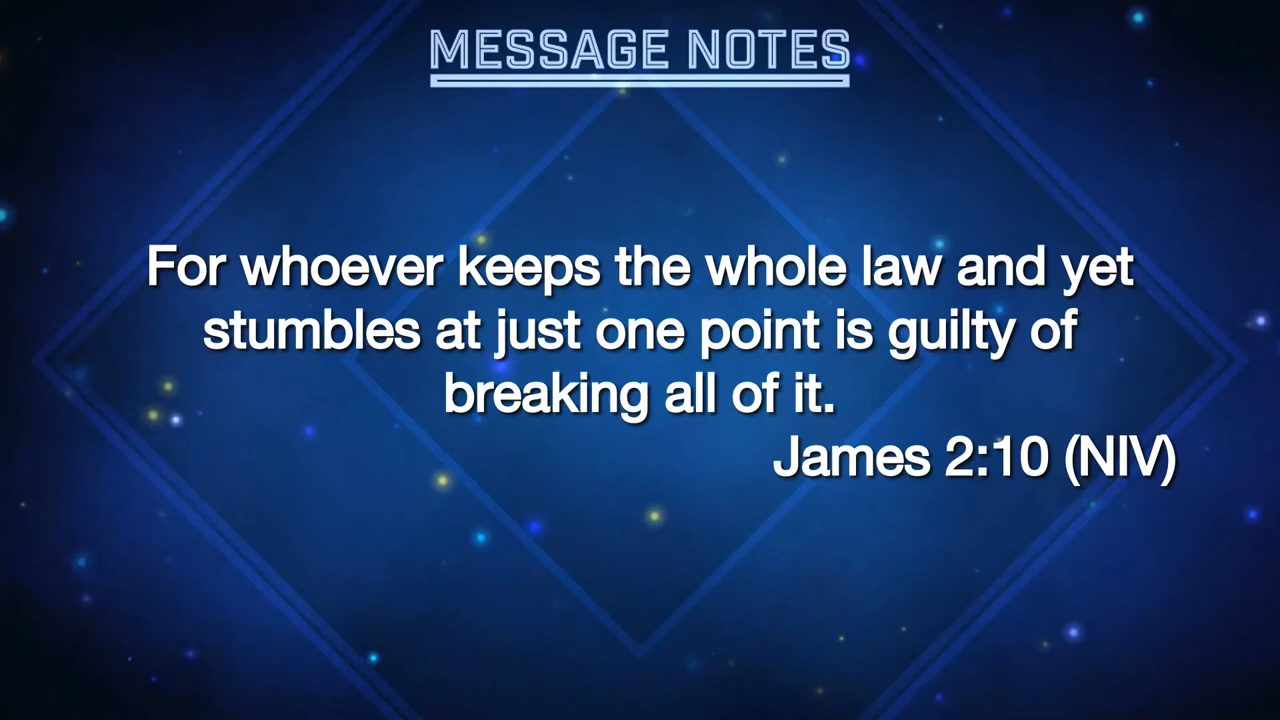 MESSAGE NOTES
For whoever keeps the whole law and yet
stumbles at just one point is guilty of
breaking all of it.
James 2:10 (NIV)